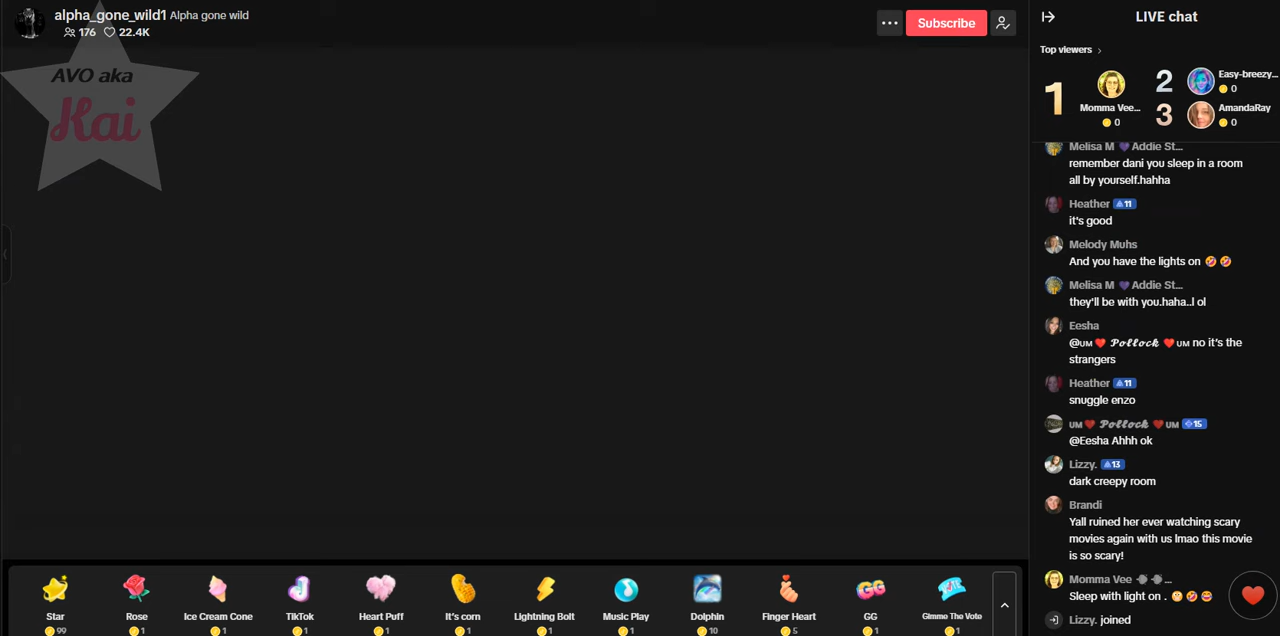 alpha_gone_wild1 Alpha gone wild
176 22.4K
Subscribe
AVO aka
Kai
LIVE chat
Top viewers
1
Momma Vee...
0
2
Easy-breezy...
0
3
AmandaRay
0
Melisa M 💜Addie St...
remember dani you sleep in a room
all by yourself.hahha
Heather 11
it's good
Melody Muhs
And you have the lights on 🤣🤣
Melisa M 💜Addie St...
they'll be with you.haha..l ol
Eesha
@ᴜᴍ❤️ 𝓟𝓸𝓵𝓵𝓸𝓬𝓴 ❤️ᴜᴍ no it's the
strangers
Heather 11
snuggle enzo
ᴜᴍ❤️ 𝓟𝓸𝓵𝓵𝓸𝓬𝓴 ❤️ᴜᴍ 15
@Eesha Ahhh ok
Lizzy. 13
dark creepy room
Brandi
Yall ruined her ever watching scary
movies again with us lmao this movie
is so scary!
Momma Vee ...
Sleep with light on . 🤣😂
Lizzy. joined
Star
99
Rose
1
Ice Cream Cone
1
TikTok
1
Heart Puff
1
It's corn
1
Lightning Bolt
1
Music Play
1
Dolphin
10
Finger Heart
5
GG
GG
1
Gimme The Vote
1